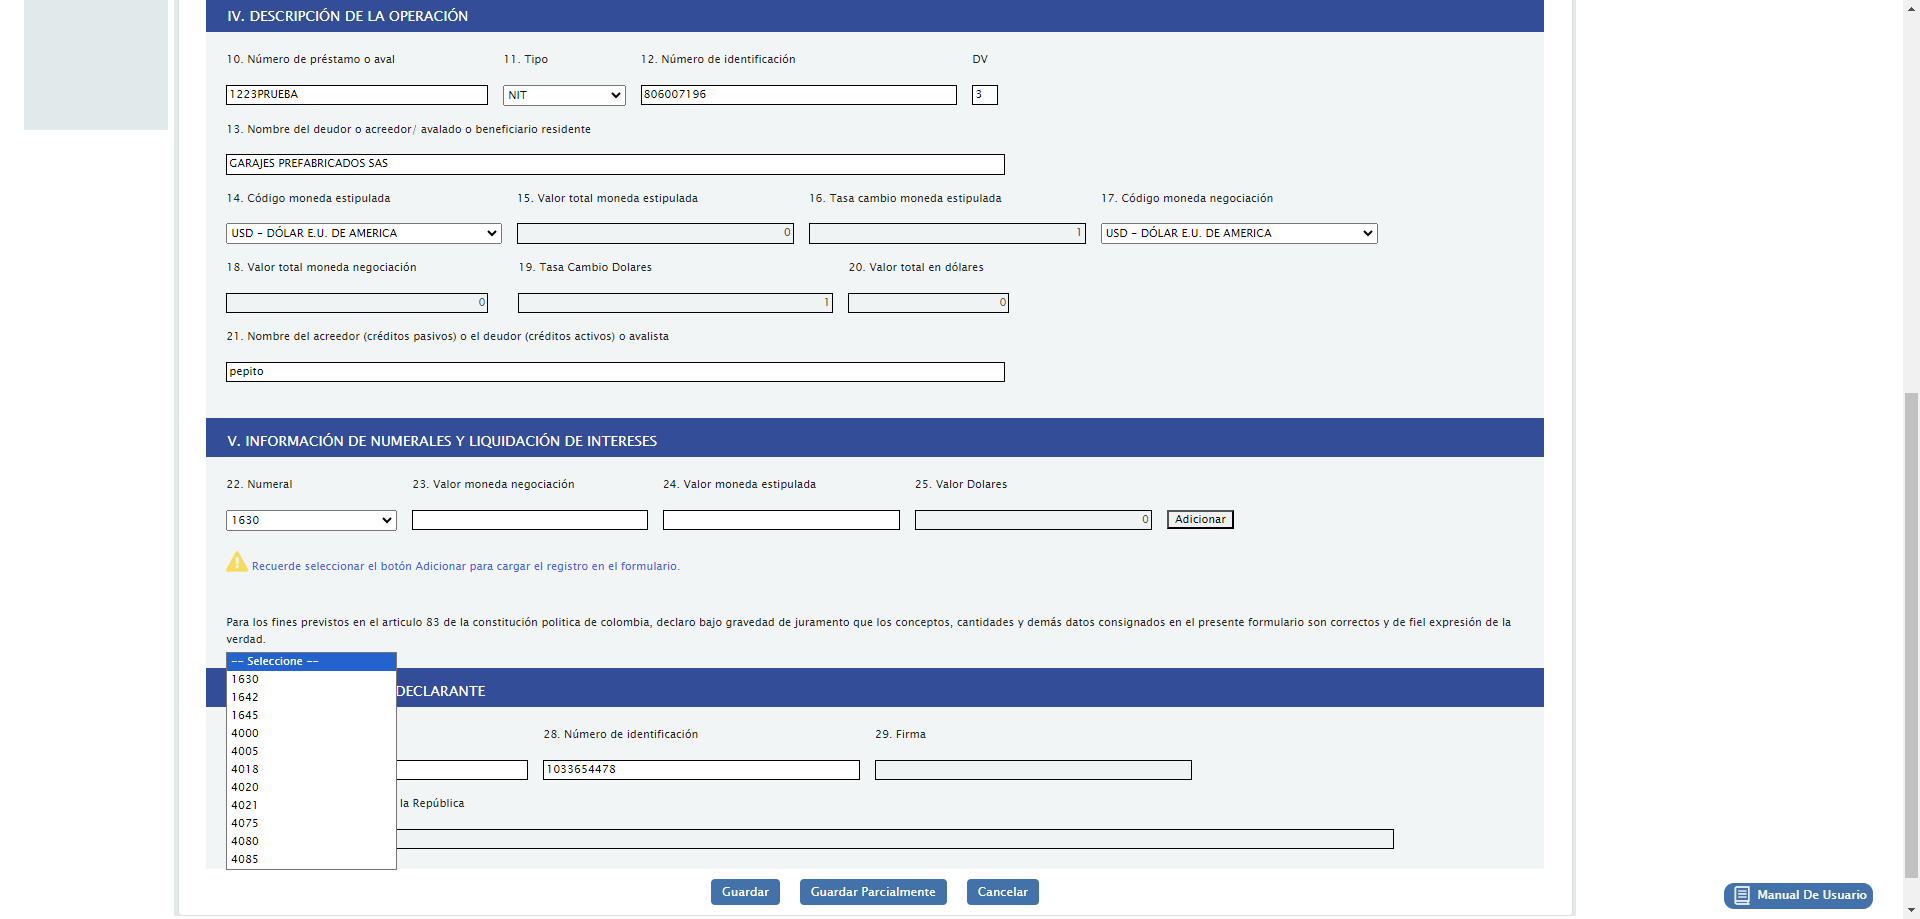 IV. DESCRIPCIÓN DE LA OPERACIÓN
10. Número de préstamo o aval 11. Tipo 12. Número de identificación DV
1223PRUEBA NIT 806007196 3
13. Nombre del deudor o acreedor/ avalado o beneficiario residente
GARAJES PREFABRICADOS SAS
14. Código moneda estipulada 15. Valor total moneda estipulada 16. Tasa cambio moneda estipulada 17. Código moneda negociación
USD - DÓLAR E.U. DE AMERICA 0 1 USD - DÓLAR E.U. DE AMERICA
18. Valor total moneda negociación 19. Tasa Cambio Dolares 20. Valor total en dólares
0 1 0
21. Nombre del acreedor (créditos pasivos) o el deudor (créditos activos) o avalista
pepito
V. INFORMACIÓN DE NUMERALES Y LIQUIDACIÓN DE INTERESES
22. Numeral 23. Valor moneda negociación 24. Valor moneda estipulada 25. Valor Dolares
1630 0 Adicionar
Recuerde seleccionar el botón Adicionar para cargar el registro en el formulario.
Para los fines previstos en el articulo 83 de la constitución politica de colombia, declaro bajo gravedad de juramento que los conceptos, cantidades y demás datos consignados en el presente formulario son correctos y de fiel expresión de la
verdad.
-- Seleccione --
1630
1642
1645
4000
4005
4018
4020
4021
4075
4080
4085
DECLARANTE
28. Número de identificación 29. Firma
1033654478
la República
Guardar Guardar Parcialmente Cancelar
Manual De Usuario